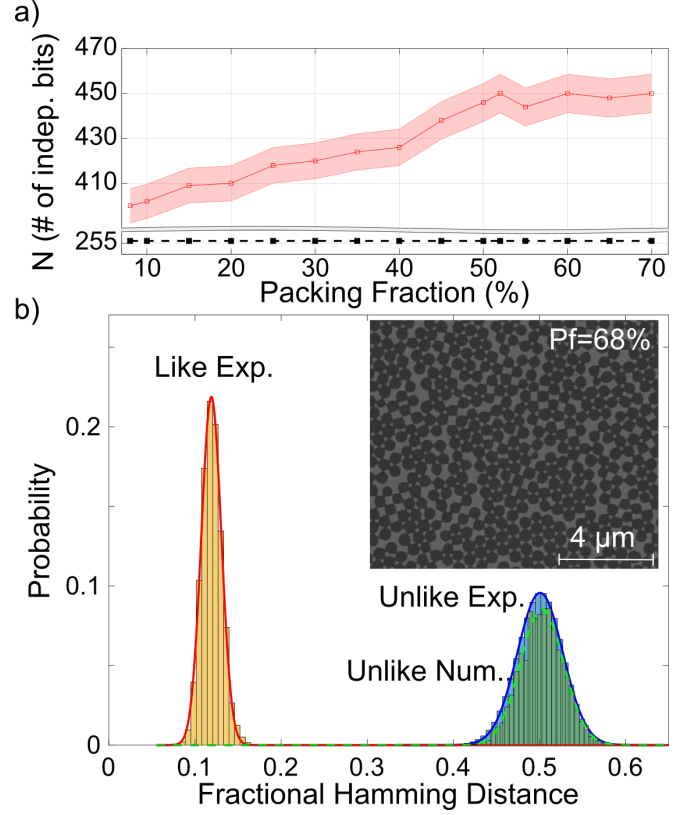 a)
N (# of indep. bits)
470
450
430
410
255
10 20 30 40 50 60 70
Packing Fraction (%)
b)
Pf=68%
4 µm
Like Exp.
Unlike Exp.
Unlike Num..
Probability
0.2
0.1
0
0 0.1 0.2 0.3 0.4 0.5 0.6
Fractional Hamming Distance